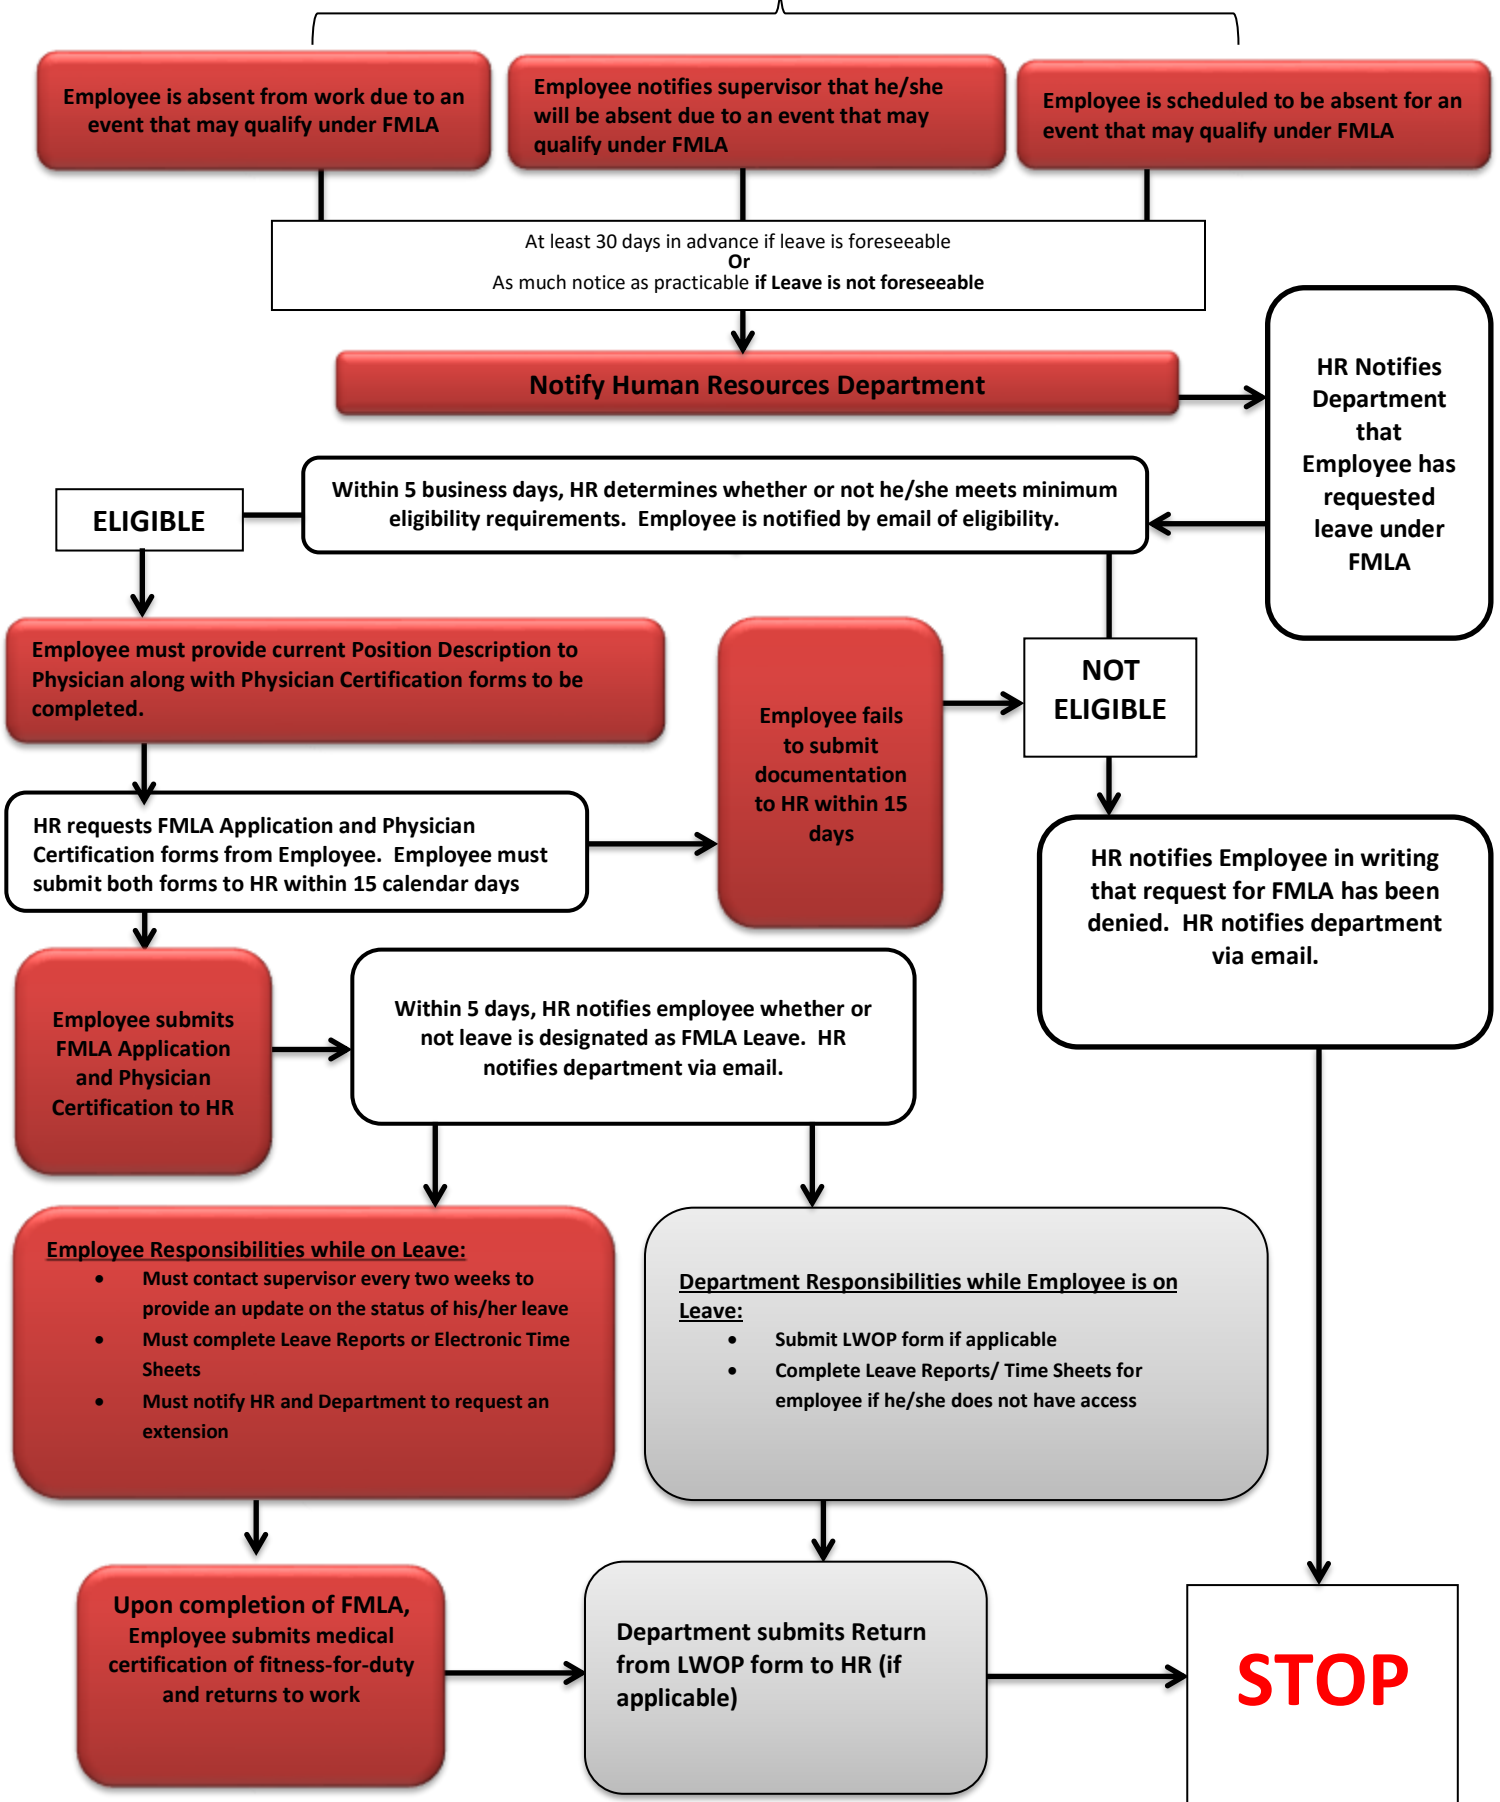 Employee is absent from work due to an
event that may qualify under FMLA
Employee notifies supervisor that he/she
will be absent due to an event that may
qualify under FMLA
Employee is scheduled to be absent for an
event that may qualify under FMLA
At least 30 days in advance if leave is foreseeable
Or
As much notice as practicable if Leave is not foreseeable
Notify Human Resources Department
HR Notifies
Department
that
Employee has
requested
leave under
FMLA
Within 5 business days, HR determines whether or not he/she meets minimum
eligibility requirements.  Employee is notified by email of eligibility.
ELIGIBLE
Employee must provide current Position Description to
Physician along with Physician Certification forms to be
completed.
Employee fails
to submit
documentation
to HR within 15
days
NOT
ELIGIBLE
HR requests FMLA Application and Physician
Certification forms from Employee.  Employee must
submit both forms to HR within 15 calendar days
HR notifies Employee in writing
that request for FMLA has been
denied.  HR notifies department
via email.
Employee submits
FMLA Application
and Physician
Certification to HR
Within 5 days, HR notifies employee whether or
not leave is designated as FMLA Leave.  HR
notifies department via email.
Employee Responsibilities while on Leave:
• Must contact supervisor every two weeks to
provide an update on the status of his/her leave
• Must complete Leave Reports or Electronic Time
Sheets
• Must notify HR and Department to request an
extension
Department Responsibilities while Employee is on
Leave:
• Submit LWOP form if applicable
• Complete Leave Reports/ Time Sheets for
employee if he/she does not have access
Upon completion of FMLA,
Employee submits medical
certification of fitness-for-duty
and returns to work
Department submits Return
from LWOP form to HR (if
applicable)
STOP